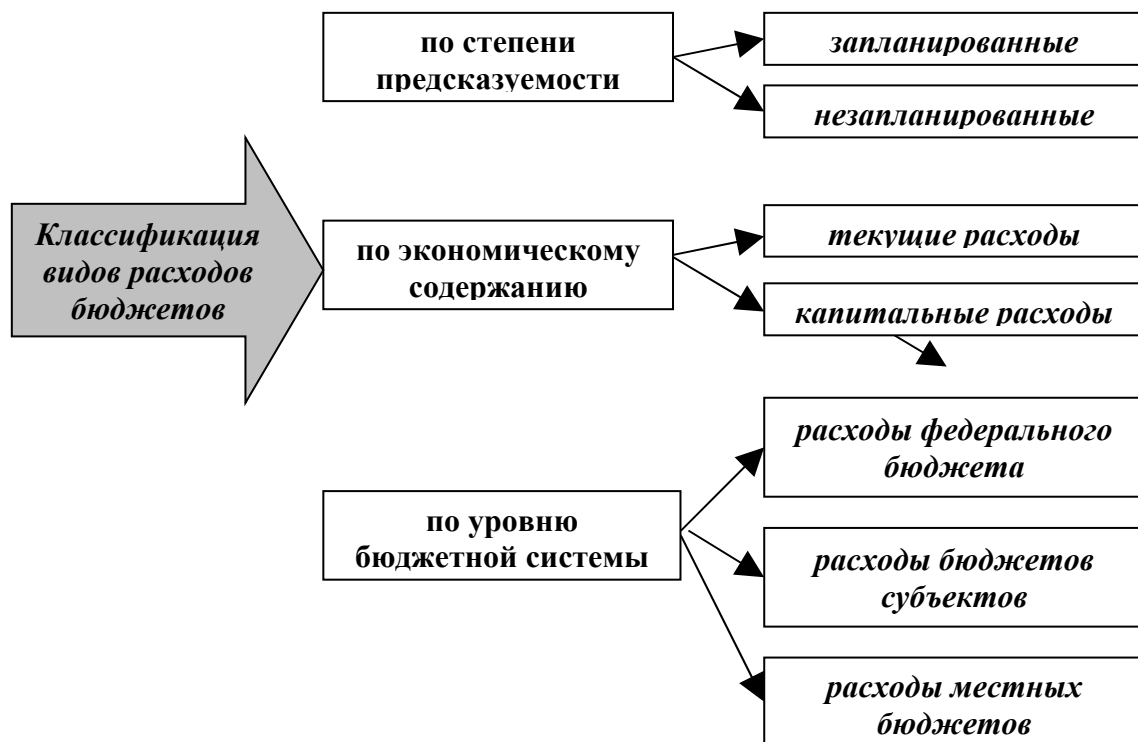 Классификация
видов расходов
бюджетов
по степени
предсказуемости
запланированные
незапланированные
по экономическому
содержанию
текущие расходы
капитальные расходы
по уровню
бюджетной системы
расходы федерального
бюджета
расходы бюджетов
субъектов
расходы местных
бюджетов